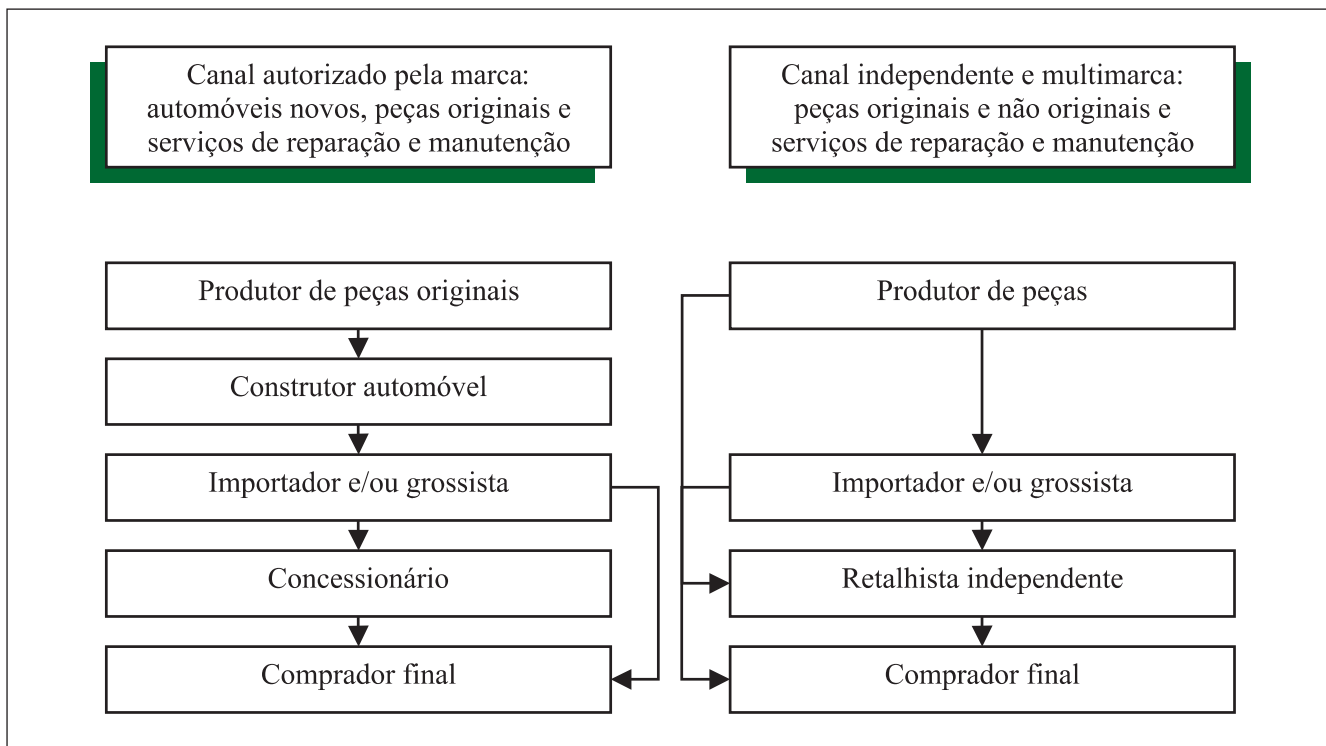 Canal autorizado pela marca:
automóveis novos, peças originais e
serviços de reparação e manutenção
Canal independente e multimarca:
peças originais e não originais e
serviços de reparação e manutenção
Produtor de peças originais
Construtor automóvel
Importador e/ou grossista
Concessionário
Comprador final
Produtor de peças
Importador e/ou grossista
Retalhista independente
Comprador final